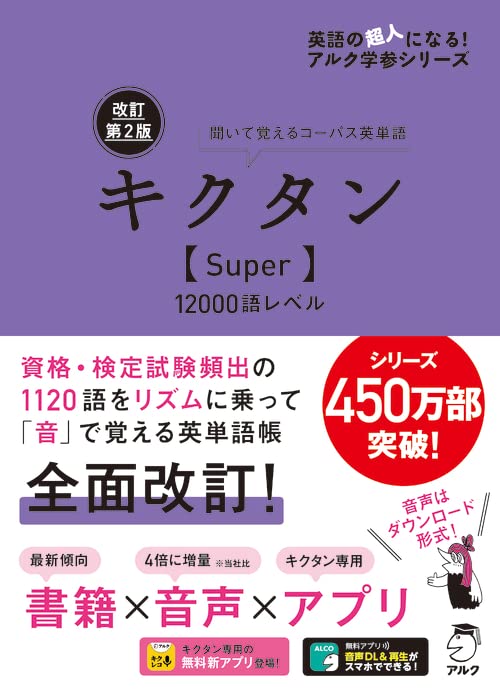 英語の超人になる!
アルク学参シリーズ
改訂
第2版
聞いて覚えるコーパス英単語
キクタン
【Super】
12000語レベル
資格・検定試験頻出の
1120語をリズムに乗って
「音」で覚える英単語帳
全面改訂!
シリーズ
450万部
突破!
音声は
ダウンロード
形式!
最新傾向
4倍に増量 ※当社比
キクタン専用
書籍×音声×アプリ
アルク
キク
レコ
キクタン専用の
無料新アプリ登場!
ALCO
無料アプリ
音声DL&再生が
スマホでできる!
アルク